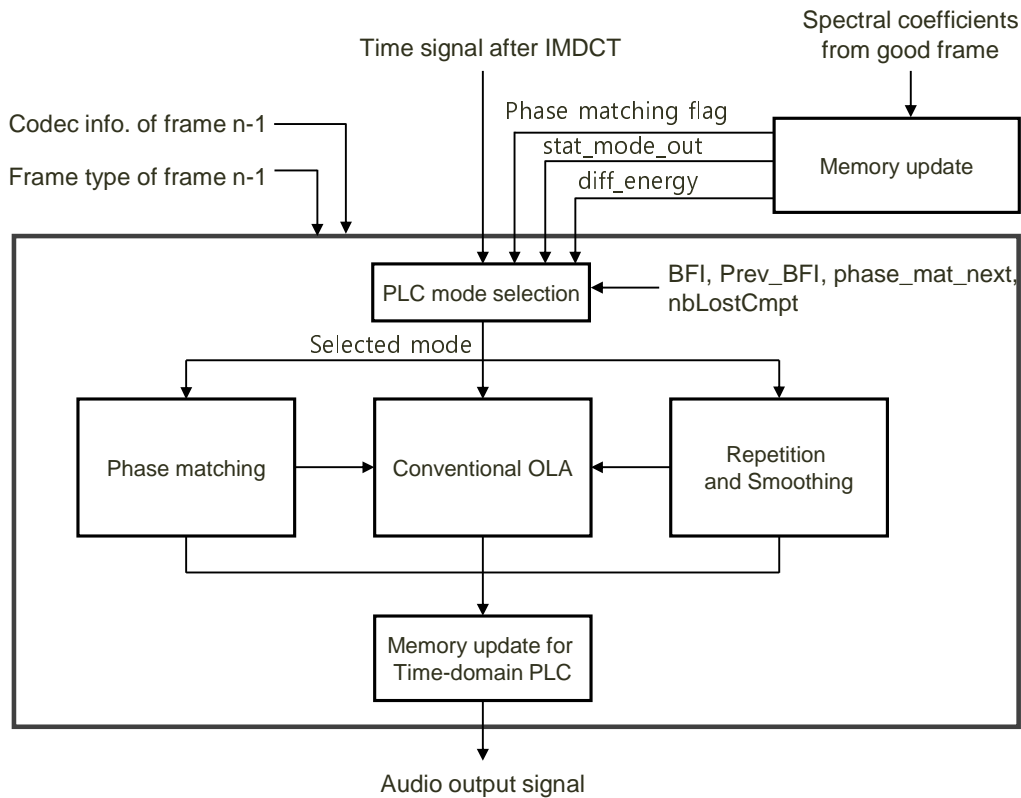 Spectral coefficients
from good frame
Time signal after IMDCT
Phase matching flag
Codec info. of frame n-1
stat_mode_out
Memory update
Frame type of frame n-1
diff_energy
BFI, Prev_BFI, phase_mat_next,
nbLostCmpt
PLC mode selection
Selected mode
Phase matching
Conventional OLA
Repetition
and Smoothing
Memory update for
Time-domain PLC
Audio output signal